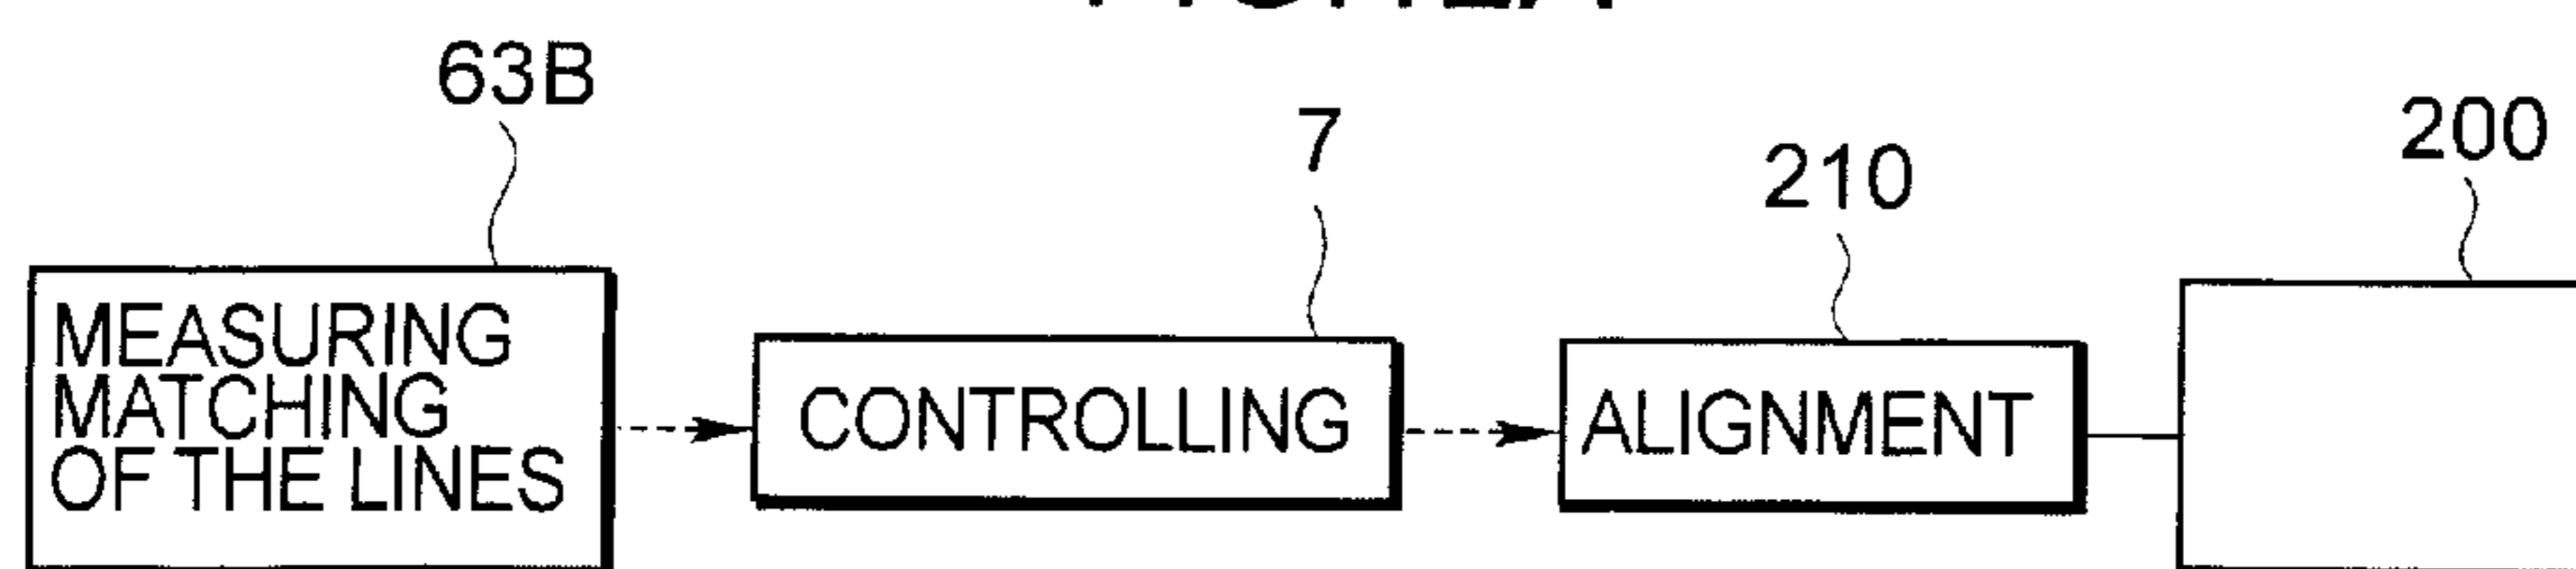 63B
7
210
200
MEASURING
MATCHING
OF THE LINES
CONTROLLING
ALIGNMENT